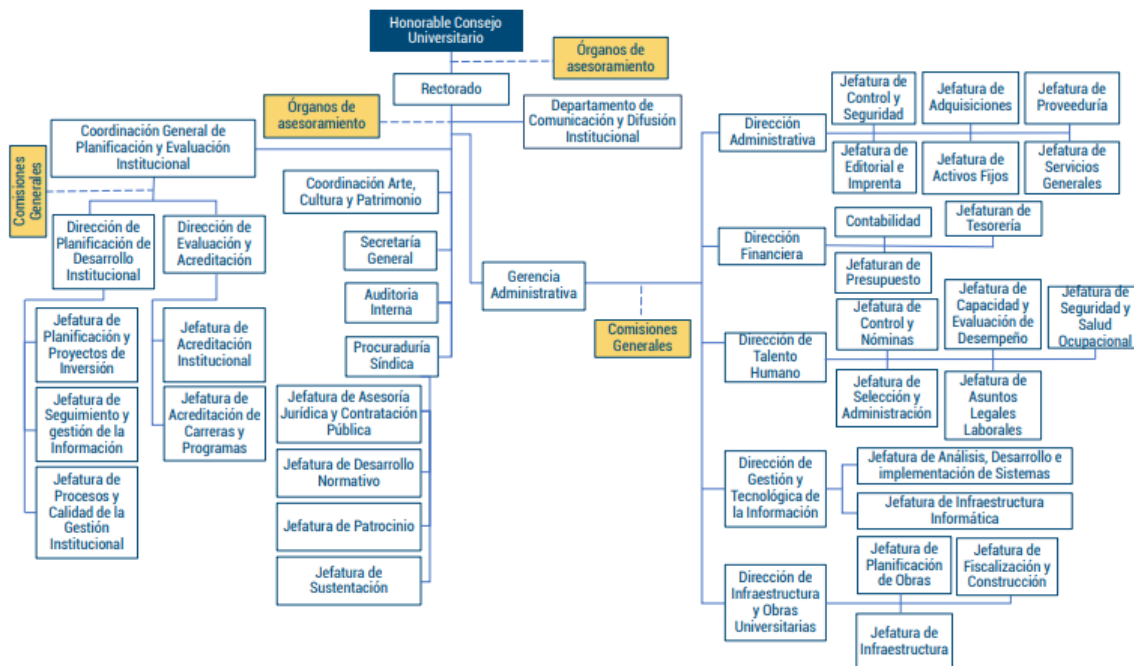 Honorable Consejo
Universitario
Órganos de
asesoramiento
Rectorado
Órganos de
asesoramiento
Departamento de
Comunicación y Difusión
Institucional
Coordinación General de
Planificación y Evaluación
Institucional
Comisiones
Generales
Coordinación Arte,
Cultura y Patrimonio
Dirección de
Planificación de
Desarrollo
Institucional
Dirección de
Evaluación y
Acreditación
Secretaría
General
Auditoria
Interna
Procuraduría
Síndica
Jefatura de
Planificación y
Proyectos de
Inversión
Jefatura de
Acreditación
Institucional
Jefatura de
Seguimiento y
gestión de la
Información
Jefatura de
Acreditación de
Carreras y
Programas
Jefatura de
Procesos y
Calidad de la
Gestión
Institucional
Jefatura de Asesoría
Jurídica y Contratación
Pública
Jefatura de Desarrollo
Normativo
Jefatura de Patrocinio
Jefatura de
Sustentación
Gerencia
Administrativa
Comisiones
Generales
Dirección
Administrativa
Jefatura de
Control y
Seguridad
Jefatura de
Adquisiciones
Jefatura de
Proveeduría
Jefatura de
Editorial e
Imprenta
Jefatura de
Activos Fijos
Jefatura de
Servicios
Generales
Dirección
Financiera
Contabilidad
Jefaturan de
Tesorería
Jefaturan de
Presupuesto
Dirección de
Talento
Humano
Jefatura de
Control y
Nóminas
Jefatura de
Capacidad y
Evaluación de
Desempeño
Jefatura de
Seguridad y
Salud
Ocupacional
Jefatura de
Selección y
Administración
Jefatura de
Asuntos
Legales
Laborales
Dirección de
Gestión y
Tecnológica de
la Información
Jefatura de Análisis, Desarrollo e
implementación de Sistemas
Jefatura de Infraestructura
Informática
Dirección de
Infraestructura
y Obras
Universitarias
Jefatura de
Planificación
de Obras
Jefatura de
Fiscalización y
Construcción
Jefatura de
Infraestructura